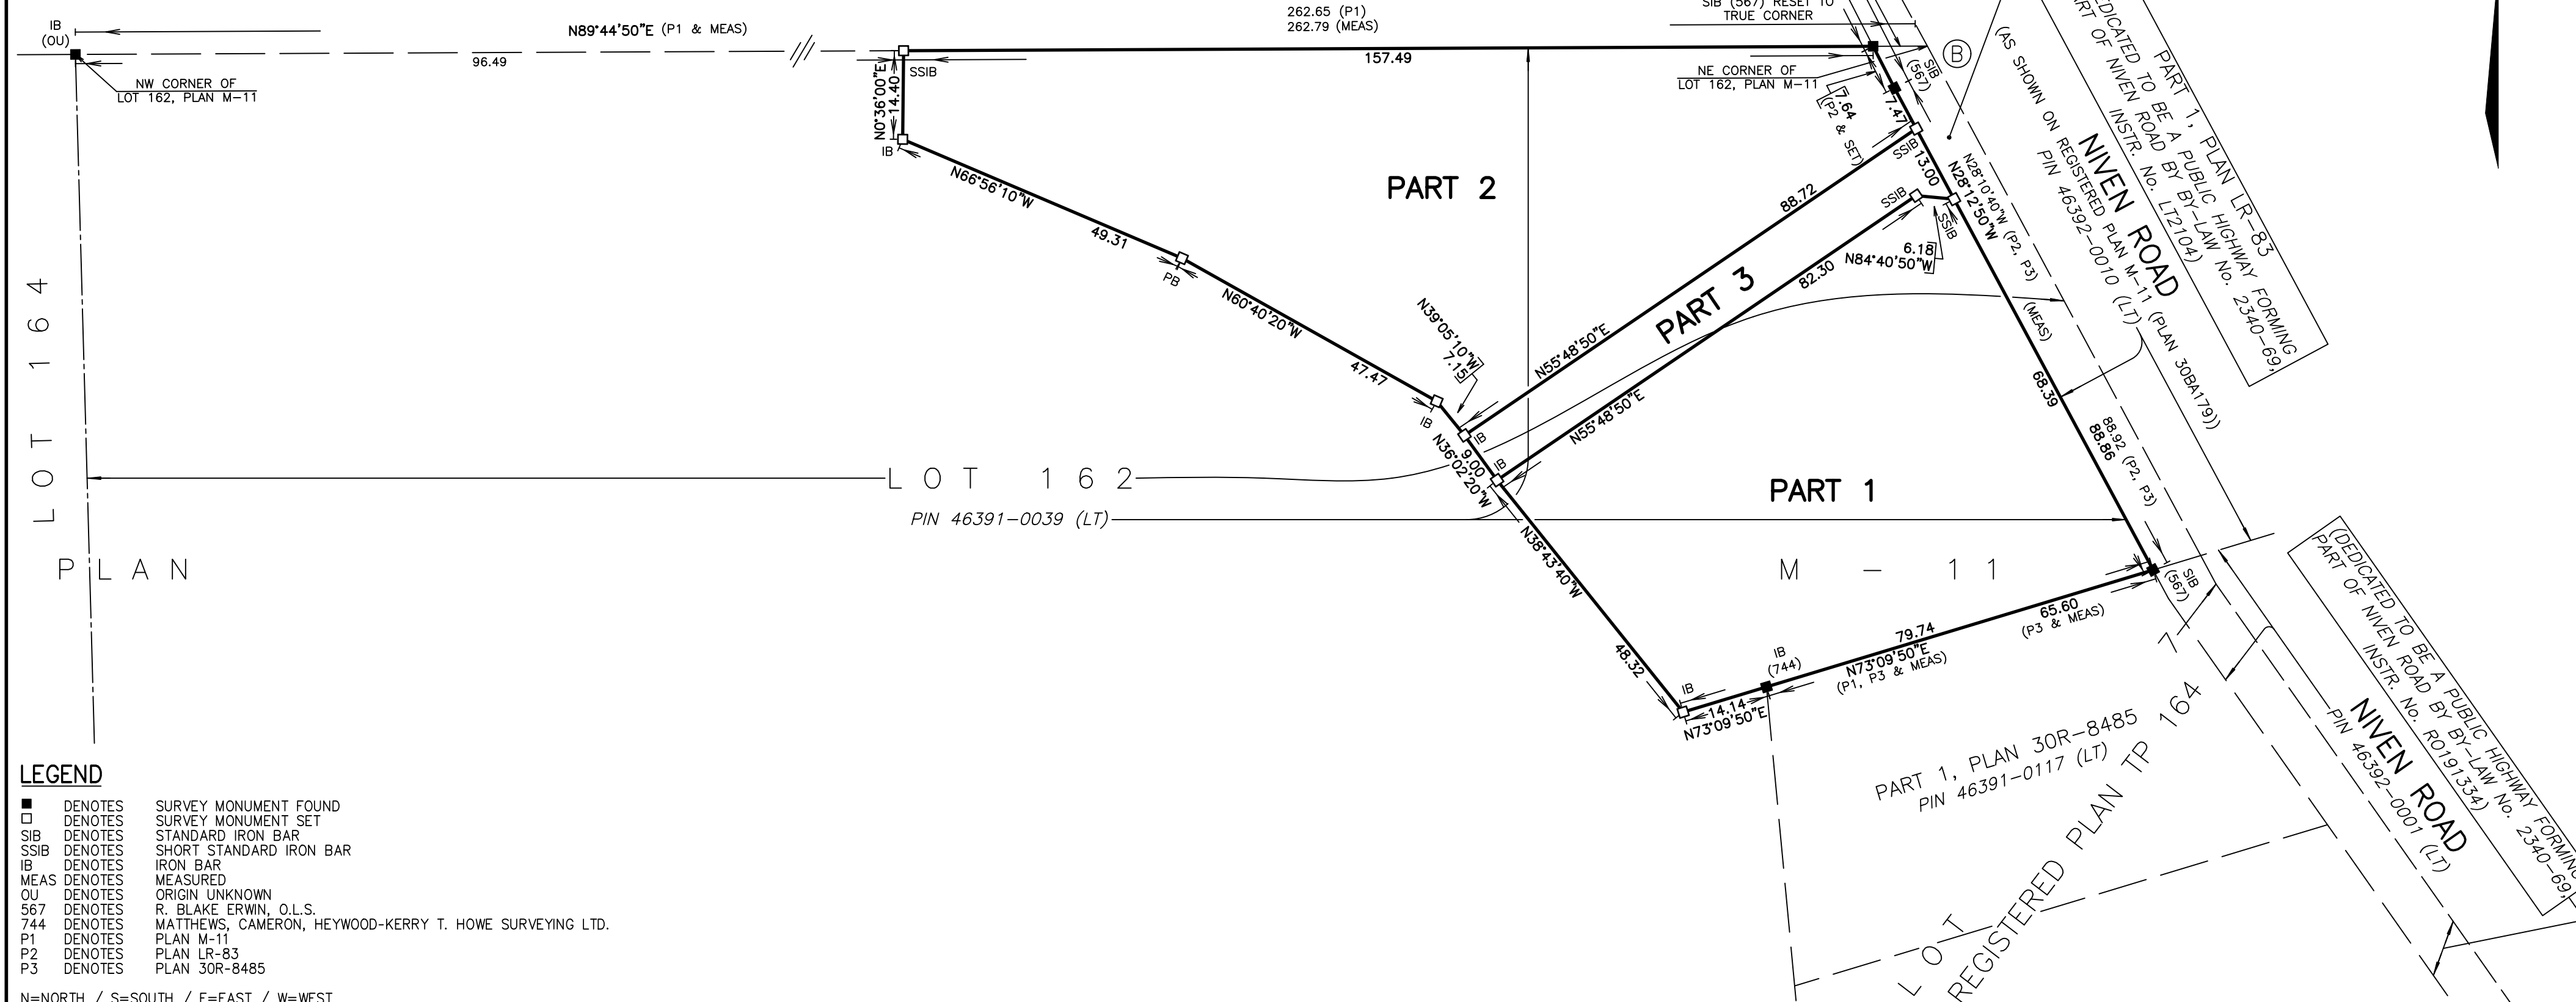 IB
(OU)
N89°44'50"E (P1 & MEAS)
262.65 (P1)
262.79 (MEAS)
SIB (567) RESET TO
TRUE CORNER
96.49
SSIB
157.49
NW CORNER OF
LOT 162, PLAN M-11
NE CORNER OF
LOT 162, PLAN M-11
SIB
(567)
B
N0°36'00"E
14.40
IB
7.64
(P2 & SET)
7.47
SSIB
13.00
N28°10'40"W (P2, P3)
N28°12'50"W
(MEAS)
SSIB
SSIB
6.18
N84°40'50"W
N66°56'10"W
49.31
PB
PART 2
88.72
N55°48'50"E
PART 3
82.30
N55°48'50"E
N60°40'20"W
47.47
IB
N39°05'10"W
7.15
IB
9.00
N36°02'20"W
IB
68.39
88.92 (P2, P3)
88.86
(AS SHOWN ON REGISTERED PLAN M-11 (PLAN 30BA179))
NIVEN ROAD
PIN 46392-0010 (LT)
PART 1, PLAN LR-83
(DEDICATED TO BE A PUBLIC HIGHWAY FORMING
PART OF NIVEN ROAD BY BY-LAW No. 2340-69,
INSTR. No. LT2104)
LOT 164
LOT 162
PIN 46391-0039 (LT)
PART 1
PLAN
M - 11
N38°43'40"W
48.32
IB
14.14
N73°09'50"E
IB
(744)
79.74
N73°09'50"E
(P1, P3 & MEAS)
65.60
(P3 & MEAS)
SIB
(567)
PART 1, PLAN 30R-8485
PIN 46391-0117 (LT)
LOT 7
REGISTERED PLAN TP 164
(DEDICATED TO BE A PUBLIC HIGHWAY FORMING
PART OF NIVEN ROAD BY BY-LAW No. 2340-69,
INSTR. No. RO191334)
NIVEN ROAD
PIN 46392-0001 (LT)
LEGEND
DENOTES SURVEY MONUMENT FOUND
DENOTES SURVEY MONUMENT SET
SIB DENOTES STANDARD IRON BAR
SSIB DENOTES SHORT STANDARD IRON BAR
IB DENOTES IRON BAR
MEAS DENOTES MEASURED
OU DENOTES ORIGIN UNKNOWN
567 DENOTES R. BLAKE ERWIN, O.L.S.
744 DENOTES MATTHEWS, CAMERON, HEYWOOD-KERRY T. HOWE SURVEYING LTD.
P1 DENOTES PLAN M-11
P2 DENOTES PLAN LR-83
P3 DENOTES PLAN 30R-8485
N=NORTH / S=SOUTH / E=EAST / W=WEST